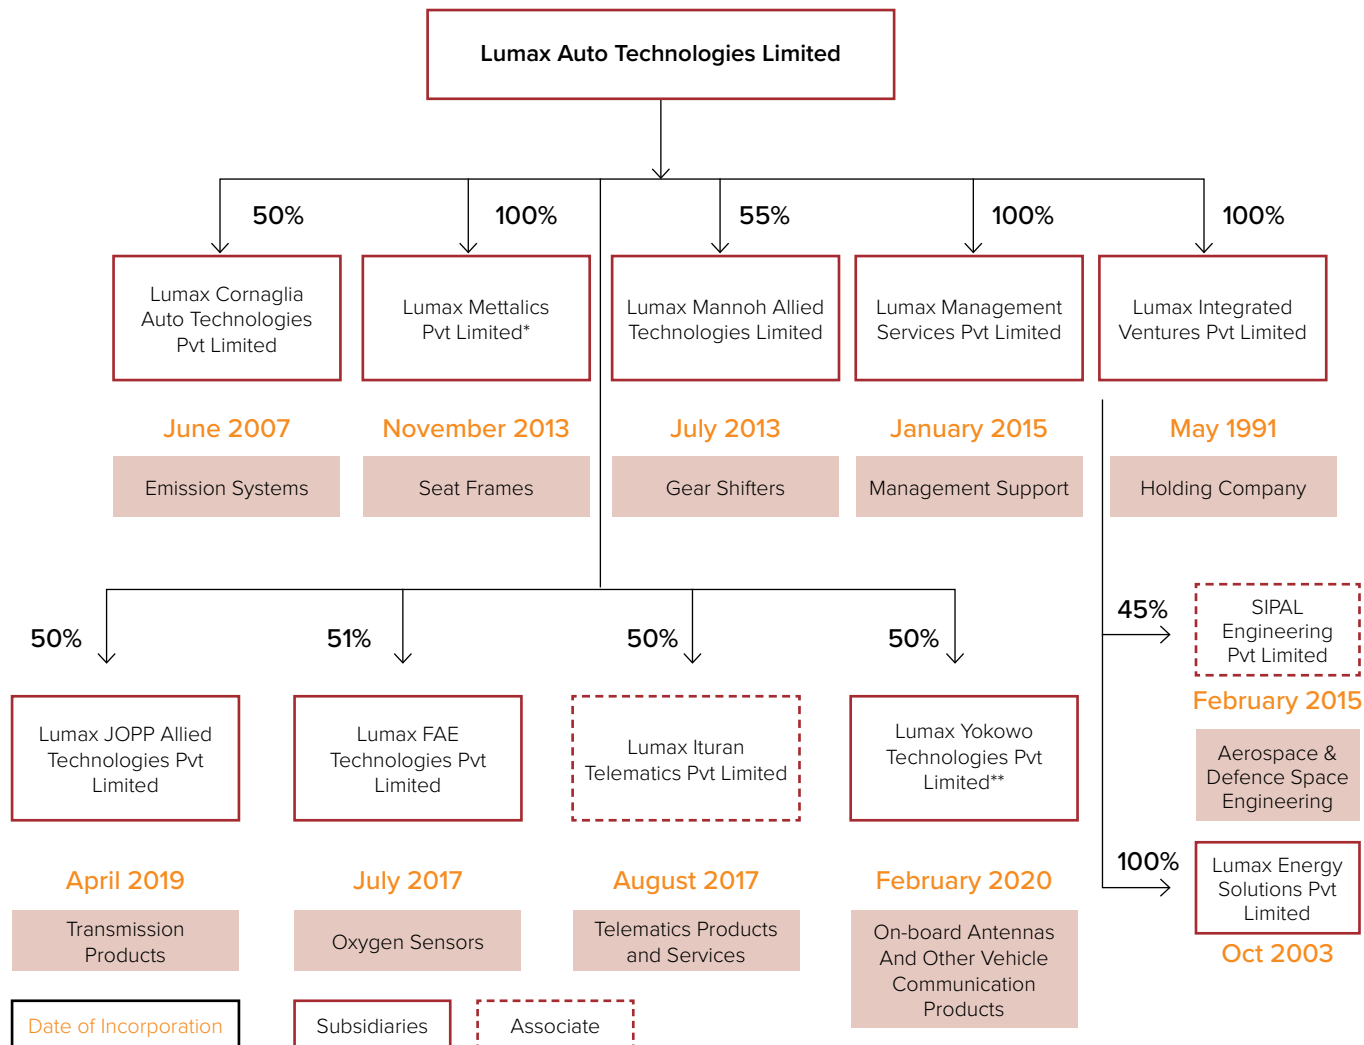 Lumax Auto Technologies Limited
50%
100%
55%
100%
100%
Lumax Cornaglia
Auto Technologies
Pvt Limited
Lumax Mettalics
Pvt Limited*
Lumax Mannoh Allied
Technologies Limited
Lumax Management
Services Pvt Limited
Lumax Integrated
Ventures Pvt Limited
June 2007
November 2013
July 2013
January 2015
May 1991
Emission Systems
Seat Frames
Gear Shifters
Management Support
Holding Company
50%
51%
50%
50%
45%
SIPAL
Engineering
Pvt Limited
February 2015
Aerospace &
Defence Space
Engineering
Lumax JOPP Allied
Technologies Pvt
Limited
Lumax FAE
Technologies Pvt
Limited
Lumax Ituran
Telematics Pvt Limited
Lumax Yokowo
Technologies Pvt
Limited**
100%
Lumax Energy
Solutions Pvt
Limited
Oct 2003
April 2019
July 2017
August 2017
February 2020
Transmission
Products
Oxygen Sensors
Telematics Products
and Services
On-board Antennas
And Other Vehicle
Communication
Products
Date of Incorporation
Subsidiaries
Associate